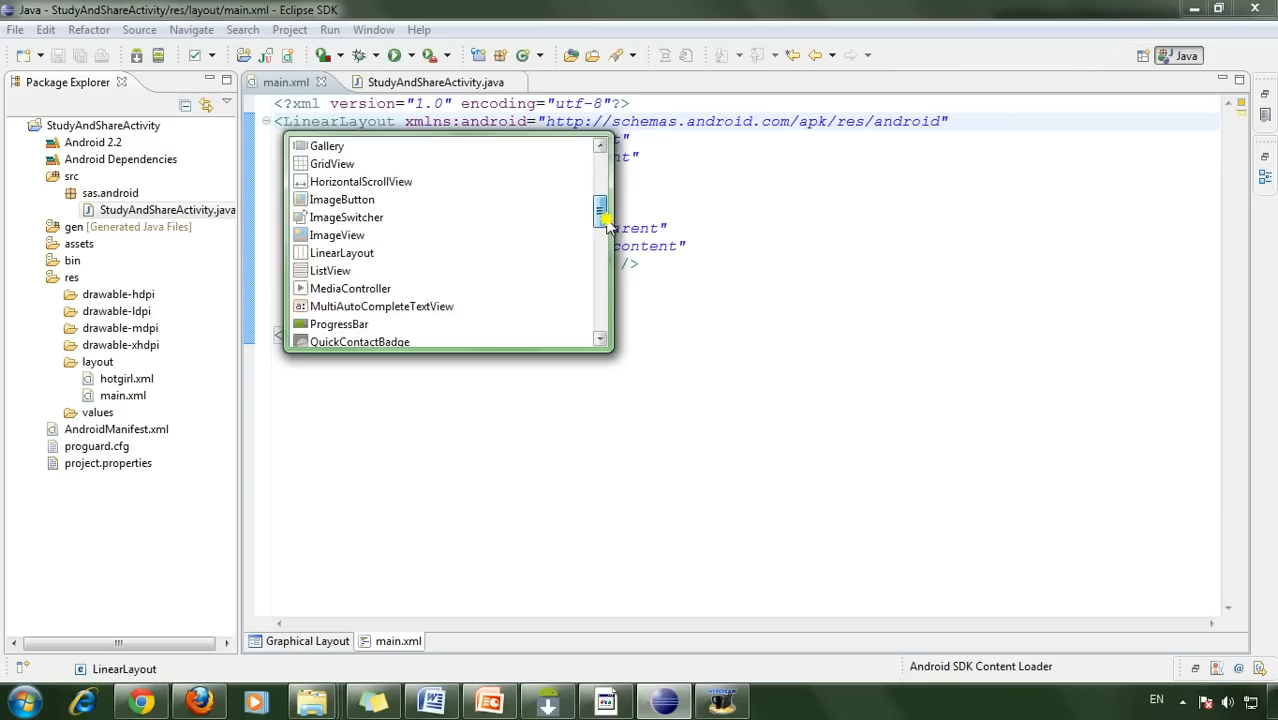 Java - StudyAndShareActivity/res/layout/main.xml - Eclipse SDK
File Edit Refactor Source Navigate Search Project Run Window Help
Java
Package Explorer
main.xml
StudyAndShareActivity.java
StudyAndShareActivity
Android 2.2
Android Dependencies
src
sas.android
StudyAndShareActivity.java
gen [Generated Java Files]
assets
bin
res
drawable-hdpi
drawable-ldpi
drawable-mdpi
drawable-xhdpi
layout
hotgirl.xml
main.xml
values
AndroidManifest.xml
proguard.cfg
project.properties
<?xml version="1.0" encoding="utf-8"?>
<LinearLayout xmlns:android="http://schemas.android.com/apk/res/android"
t"
nt"
arent"
content"
/>
<
Gallery
GridView
HorizontalScrollView
ImageButton
ImageSwitcher
ImageView
LinearLayout
ListView
MediaController
MultiAutoCompleteTextView
ProgressBar
QuickContactBadge
Graphical Layout
main.xml
LinearLayout
Android SDK Content Loader
HYPERCAM
EN